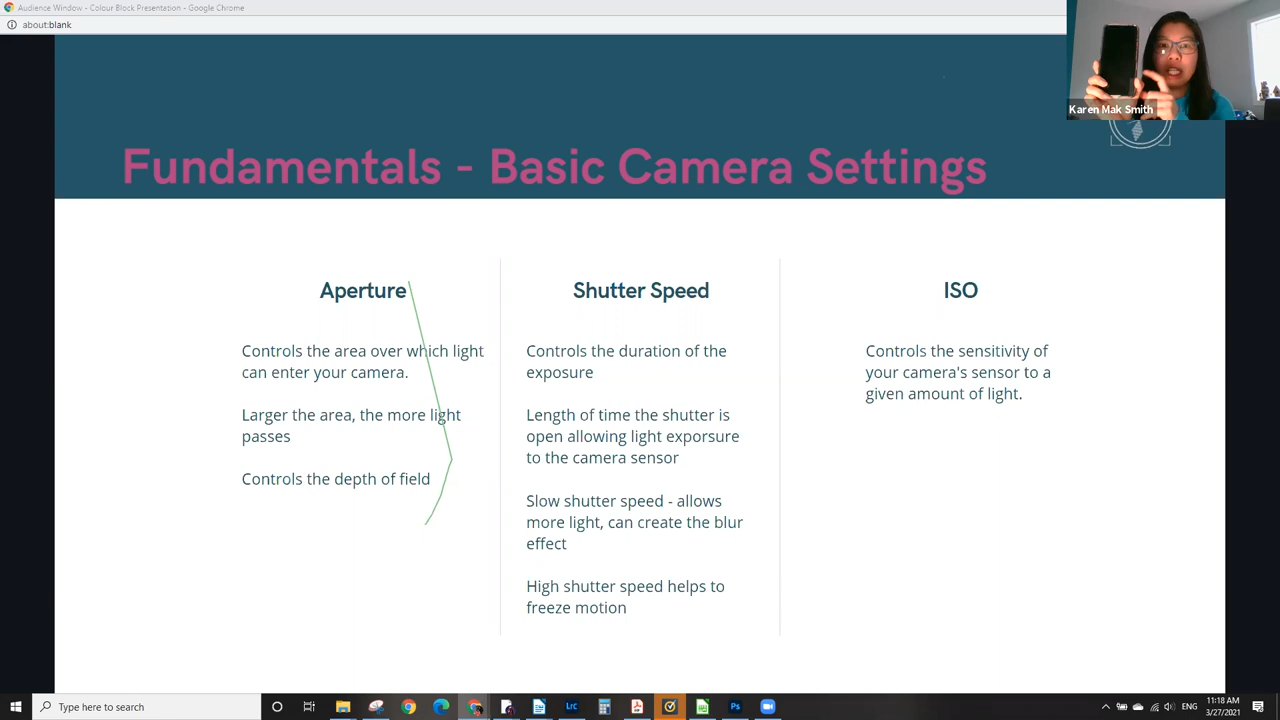 Audience Window - Colour Block Presentation - Google Chrome
about:blank
Karen Mak Smith
Fundamentals - Basic Camera Settings
Aperture
Controls the area over which light
can enter your camera.
Larger the area, the more light
passes
Controls the depth of field
Shutter Speed
Controls the duration of the
exposure
Length of time the shutter is
open allowing light exporsure
to the camera sensor
Slow shutter speed - allows
more light, can create the blur
effect
High shutter speed helps to
freeze motion
ISO
Controls the sensitivity of
your camera's sensor to a
given amount of light.
Type here to search
Lrc
Ps
ENG
11:18 AM
3/27/2021